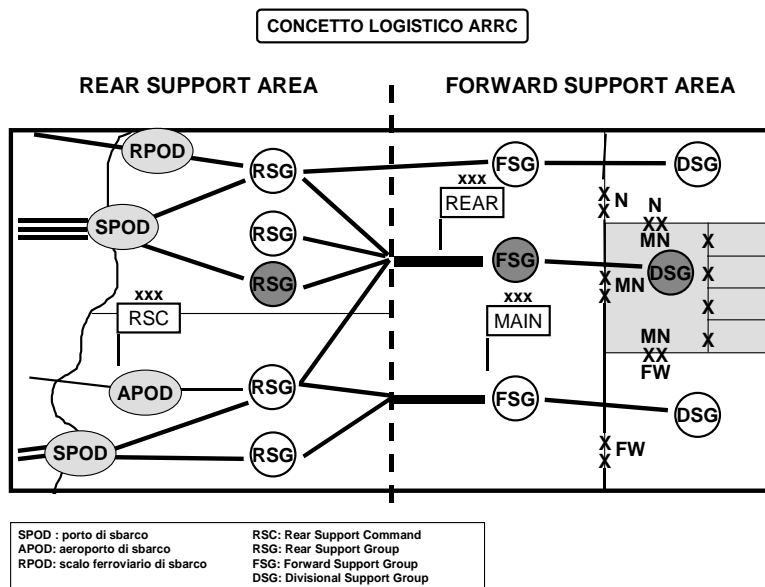 CONCETTO LOGISTICO ARRC
REAR SUPPORT AREA
FORWARD SUPPORT AREA
RPOD
RSG
FSG
DSG
xxx
REAR
X
X
N
N
XX
MN
SPOD
RSG
RSG
FSG
DSG
X
X
MN
X
X
X
X
xxx
RSC
xxx
MAIN
MN
XX
FW
APOD
RSG
FSG
DSG
SPOD
RSG
X
X
FW
SPOD : porto di sbarco
APOD: aeroporto di sbarco
RPOD: scalo ferroviario di sbarco
RSC: Rear Support Command
RSG: Rear Support Group
FSG: Forward Support Group
DSG: Divisional Support Group